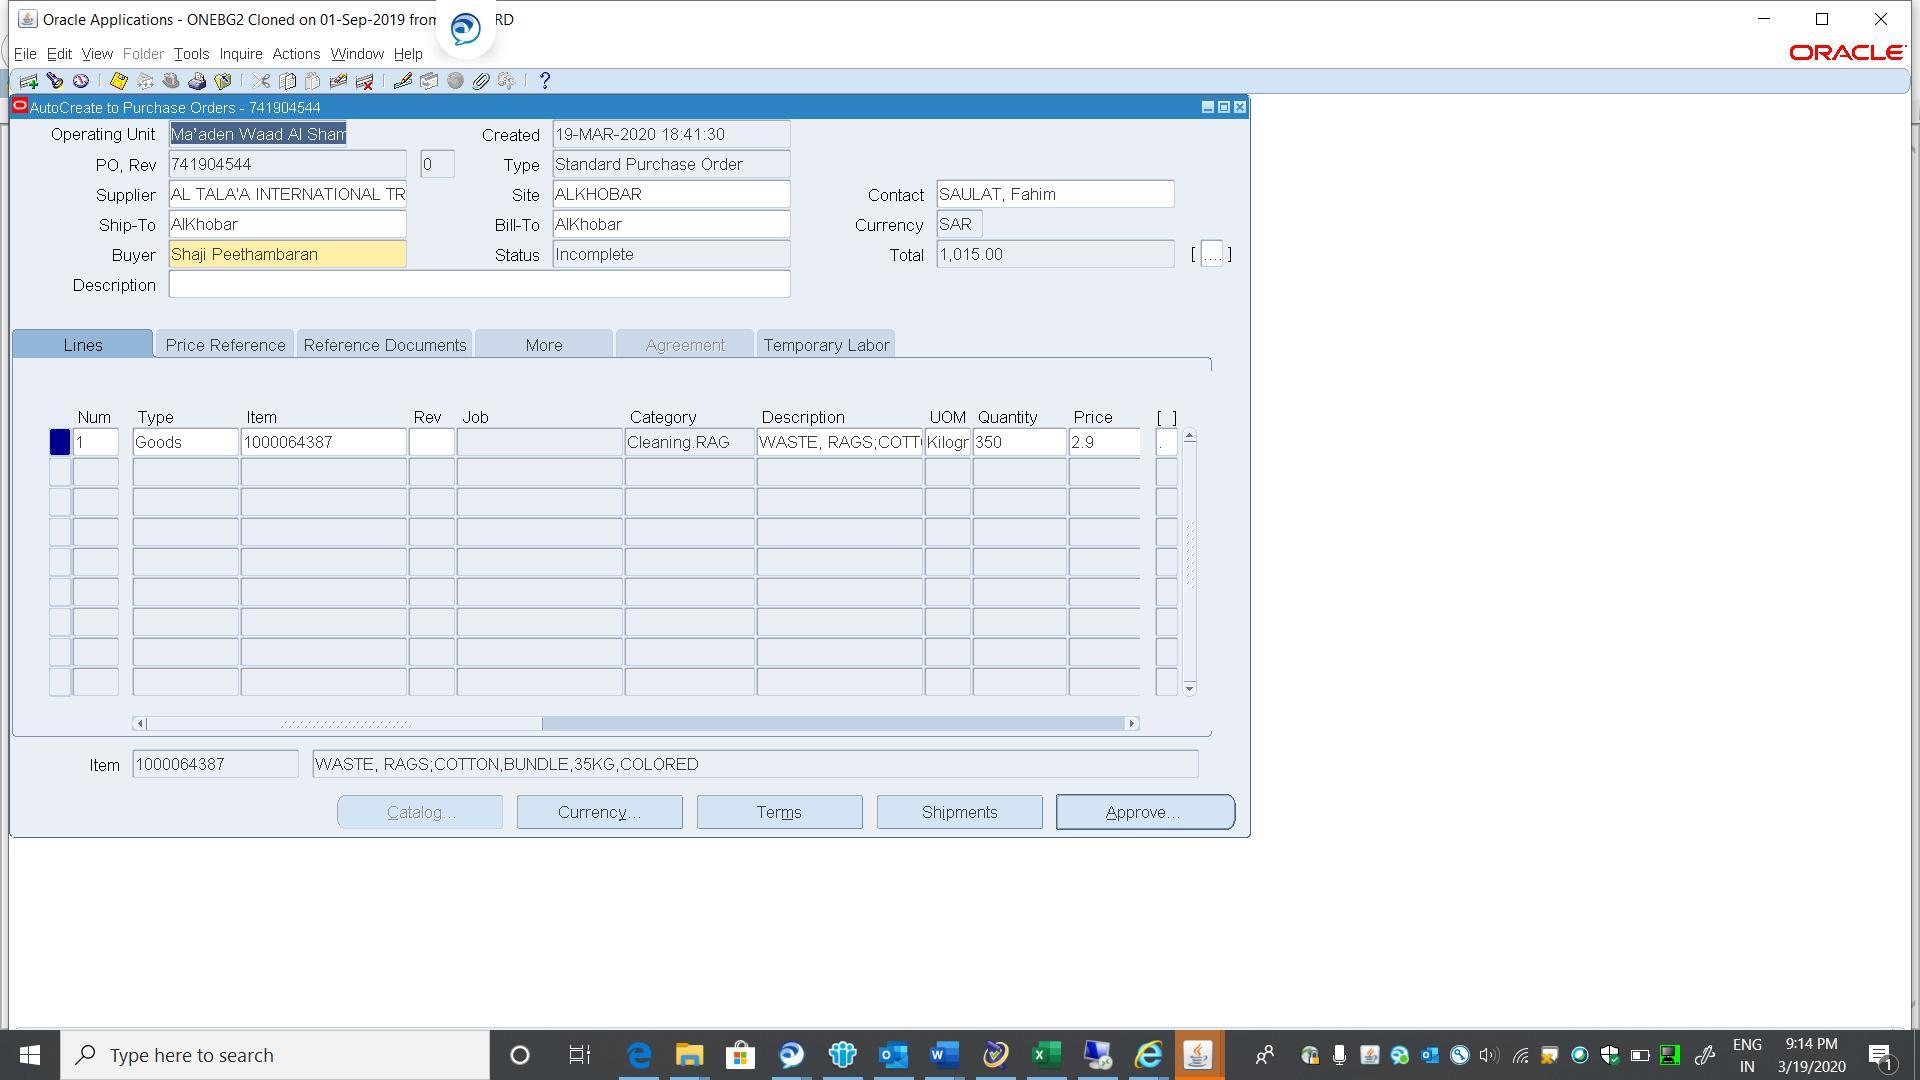 Oracle Applications - ONEBG2 Cloned on 01-Sep-2019 from RD
File Edit View Folder Tools Inquire Actions Window Help
ORACLE
AutoCreate to Purchase Orders - 741904544
Operating Unit Ma'aden Waad Al Sham Created 19-MAR-2020 18:41:30
PO, Rev 741904544 0 Type Standard Purchase Order
Supplier AL TALA'A INTERNATIONAL TR Site ALKHOBAR Contact SAULAT, Fahim
Ship-To AlKhobar Bill-To AlKhobar Currency SAR
Buyer Shaji Peethambaran Status Incomplete Total 1,015.00 [ .... ]
Description
Lines Price Reference Reference Documents More Agreement Temporary Labor
Num Type Item Rev Job Category Description UOM Quantity Price [ ]
1 Goods 1000064387 Cleaning.RAG WASTE, RAGS;COTT Kilogr 350 2.9 .
Item 1000064387 WASTE, RAGS;COTTON,BUNDLE,35KG,COLORED
Catalog... Currency... Terms Shipments Approve...
Type here to search
ENG 9:14 PM
IN 3/19/2020 1